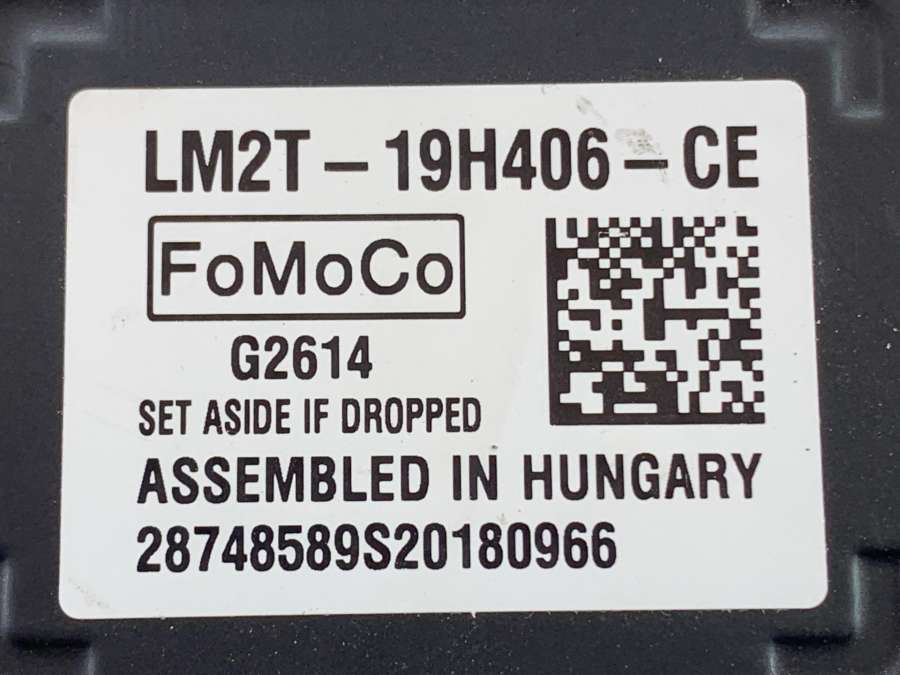 LM2T-19H406-CE
FoMoCo
G2614
SET ASIDE IF DROPPED
ASSEMBLED IN HUNGARY
28748589S20180966